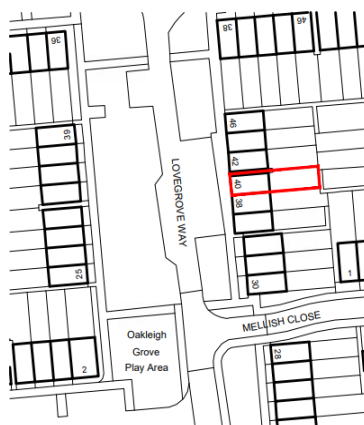 36
38
46
46
39
42
40
38
LOVEGROVE WAY
25
30
1
MELLISH CLOSE
Oakleigh
Grove
Play Area
28
2